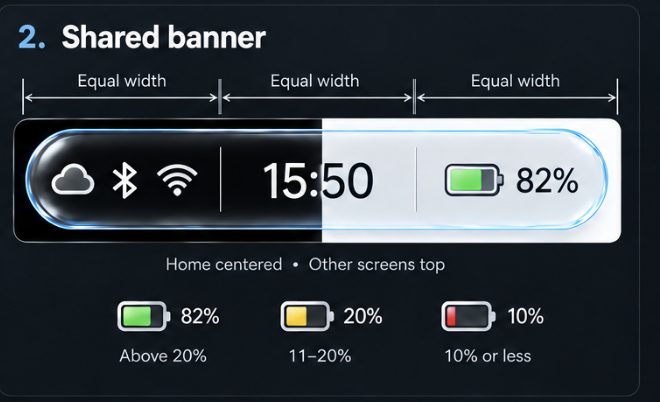 2. Shared banner
Equal width Equal width Equal width
15:50 82%
Home centered • Other screens top
82% 20% 10%
Above 20% 11–20% 10% or less